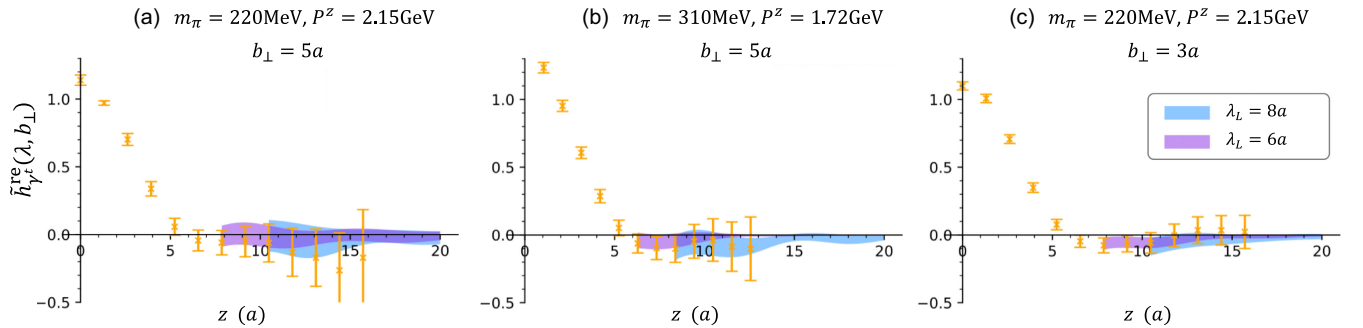 (a) m_π = 220MeV, P^z = 2.15GeV
b_⊥ = 5a
h̃^re_γ^t(λ, b_⊥)
1.0
0.5
0.0
−0.5
0 5 10 15 20
z (a)
(b) m_π = 310MeV, P^z = 1.72GeV
b_⊥ = 5a
1.0
0.5
0.0
−0.5
0 5 10 15 20
z (a)
(c) m_π = 220MeV, P^z = 2.15GeV
b_⊥ = 3a
λ_L = 8a
λ_L = 6a
1.0
0.5
0.0
−0.5
0 5 10 15 20
z (a)